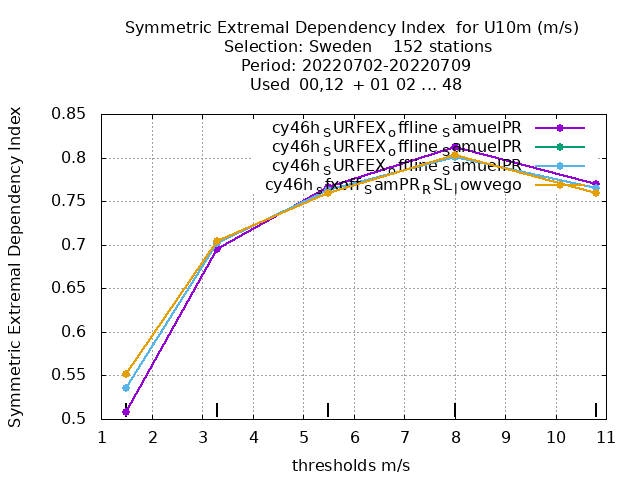 Symmetric Extremal Dependency Index for U10m (m/s)
Selection: Sweden 152 stations
Period: 20220702-20220709
Used 00,12 + 01 02 ... 48
Symmetric Extremal Dependency Index
0.85
0.8
0.75
0.7
0.65
0.6
0.55
0.5
cy46h_SURFEX_offline_SamuelPR
cy46h_SURFEX_offline_SamuelPR
cy46h_SURFEX_offline_SamuelPR
cy46h_sfxoff_SamPR_RSL_lowvego
1 2 3 4 5 6 7 8 9 10 11
thresholds m/s